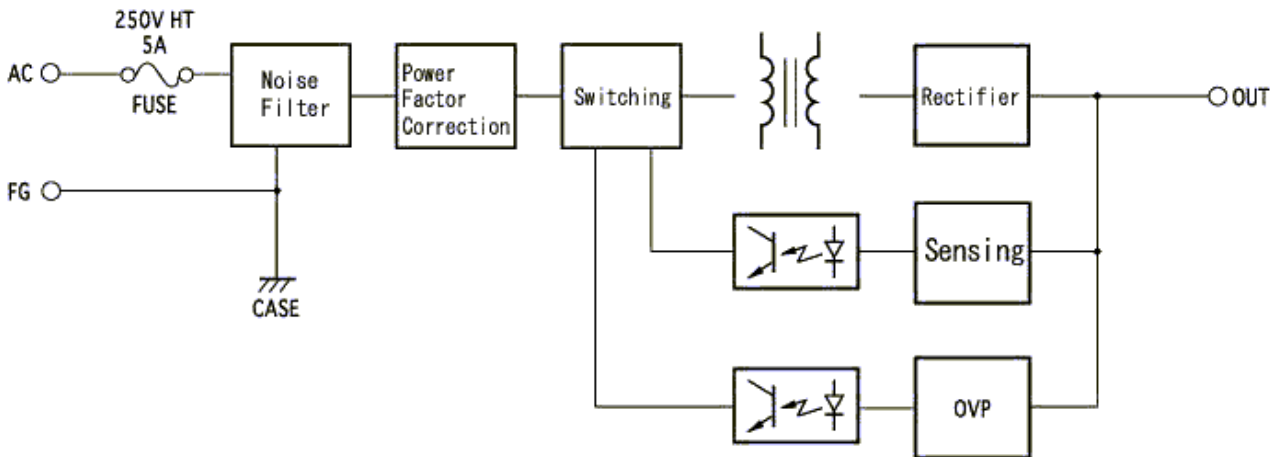 250V HT
5A
AC
FUSE
Noise
Filter
Power
Factor
Correction
Switching
Rectifier
OUT
FG
CASE
Sensing
OVP